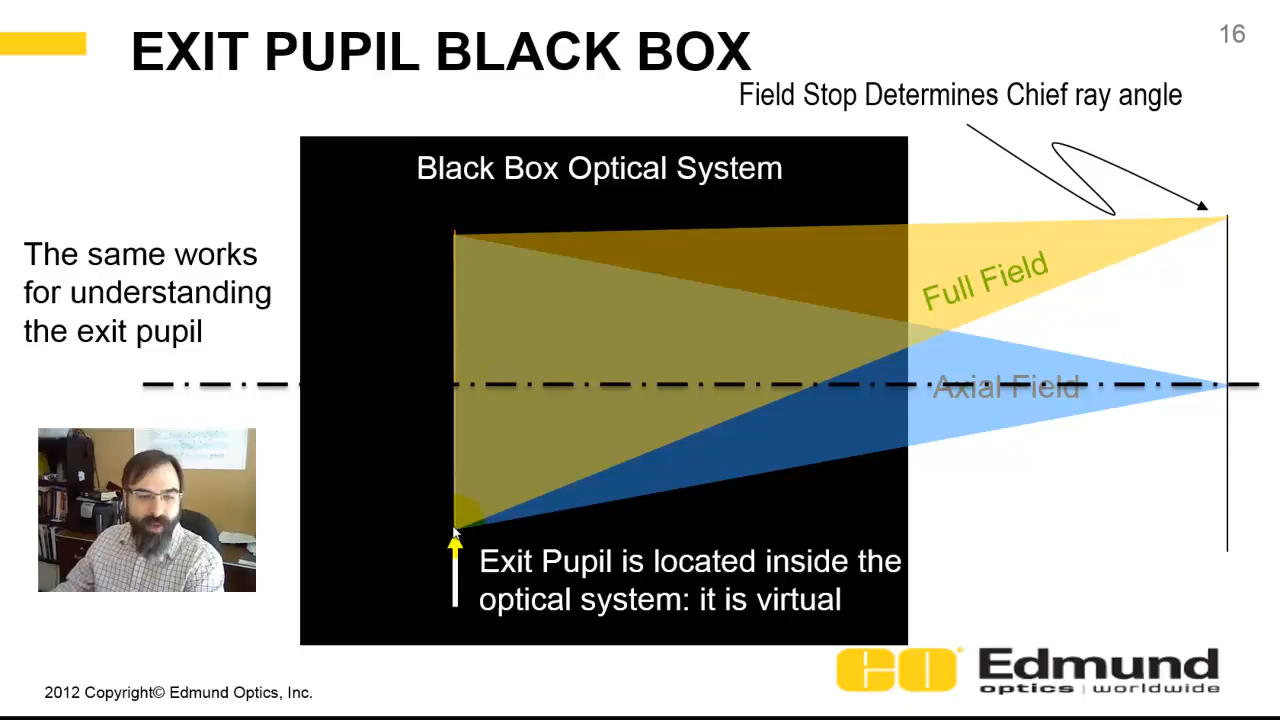 16
EXIT PUPIL BLACK BOX
Field Stop Determines Chief ray angle
Black Box Optical System
The same works
for understanding
the exit pupil
Full Field
Axial Field
Exit Pupil is located inside the
optical system: it is virtual
EO Edmund
optics | worldwide
2012 Copyright© Edmund Optics, Inc.